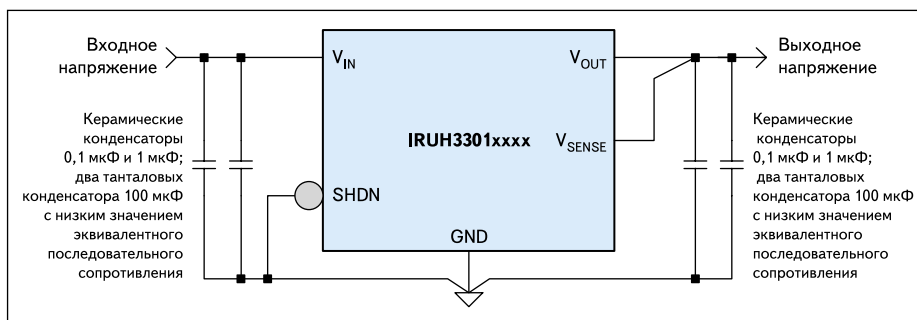 Входное
напряжение
V_IN
V_OUT
Выходное
напряжение
Керамические
конденсаторы
0,1 мкФ и 1 мкФ;
два танталовых
конденсатора 100 мкФ
с низким значением
эквивалентного
последовательного
сопротивления
IRUH3301xxxx
V_SENSE
SHDN
GND
Керамические
конденсаторы
0,1 мкФ и 1 мкФ;
два танталовых
конденсатора 100 мкФ
с низким значением
эквивалентного
последовательного
сопротивления